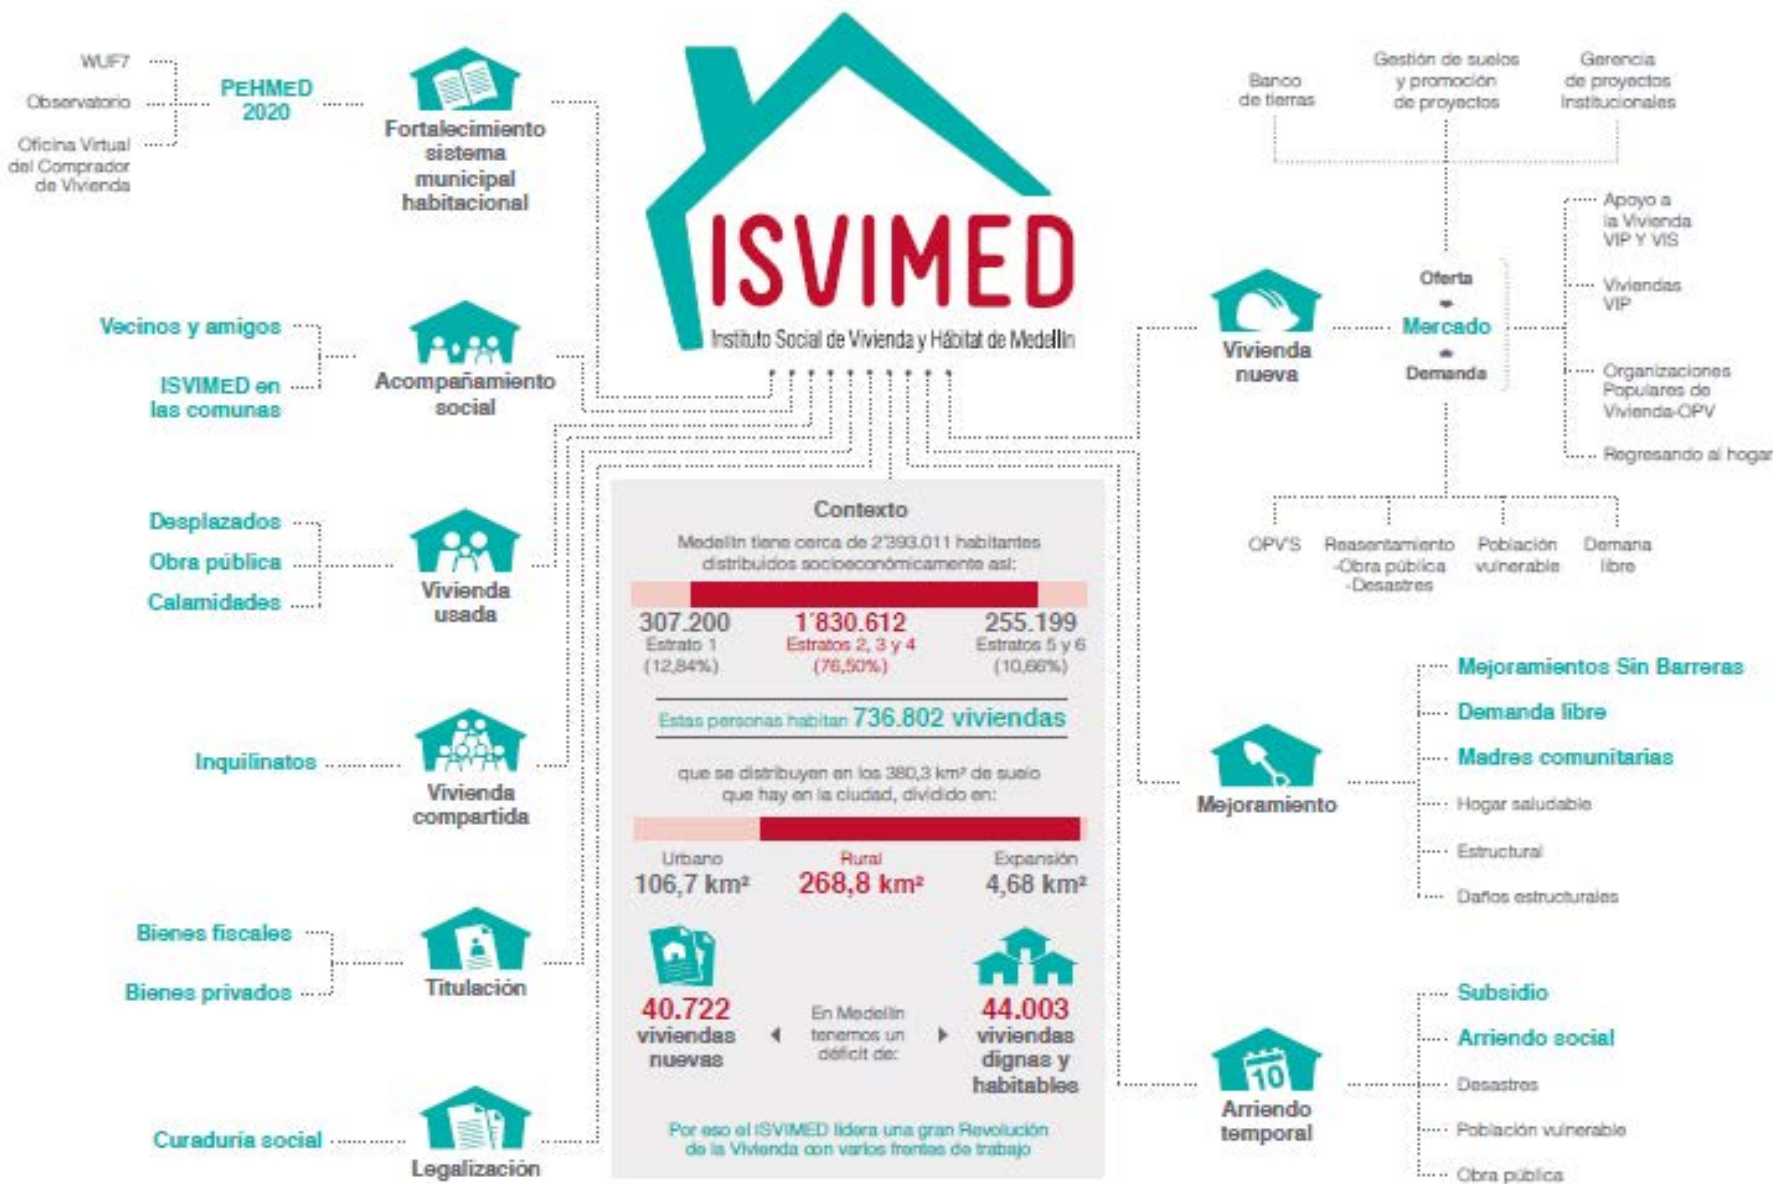 WUF7
Observatorio
Oficina Virtual
del Comprador
de Vivienda
PEHMED
2020
Fortalecimiento
sistema
municipal
habitacional
Vecinos y amigos
ISVIMED en
las comunas
Acompañamiento
social
Desplazados
Obra pública
Calamidades
Vivienda
usada
Inquilinatos
Vivienda
compartida
Bienes fiscales
Bienes privados
Titulación
Curaduría social
Legalización
ISVIMED
Instituto Social de Vivienda y Hábitat de Medellín
Contexto
Medellín tiene cerca de 2'393.011 habitantes
distribuidos socioeconómicamente así:
307.200
Estrato 1
(12,84%)
1'830.612
Estratos 2, 3 y 4
(76,50%)
255.199
Estratos 5 y 6
(10,66%)
Estas personas habitan 736.802 viviendas
que se distribuyen en los 380,3 km² de suelo
que hay en la ciudad, dividido en:
Urbano
106,7 km²
Rural
268,8 km²
Expansión
4,68 km²
40.722
viviendas
nuevas
En Medellín
tenemos un
déficit de:
44.003
viviendas
dignas y
habitables
Por eso el ISVIMED lidera una gran Revolución
de la Vivienda con varios frentes de trabajo
Banco
de tierras
Gestión de suelos
y promoción
de proyectos
Gerencia
de proyectos
Institucionales
Vivienda
nueva
Oferta
Mercado
Demanda
Apoyo a
la Vivienda
VIP Y VIS
Viviendas
VIP
Organizaciones
Populares de
Vivienda-OPV
Regresando al hogar
OPV'S
Reasentamiento
-Obra pública
-Desastres
Población
vulnerable
Demana
libre
Mejoramiento
Mejoramientos Sin Barreras
Demanda libre
Madres comunitarias
Hogar saludable
Estructural
Daños estructurales
10
Arriendo
temporal
Subsidio
Arriendo social
Desastres
Población vulnerable
Obra pública